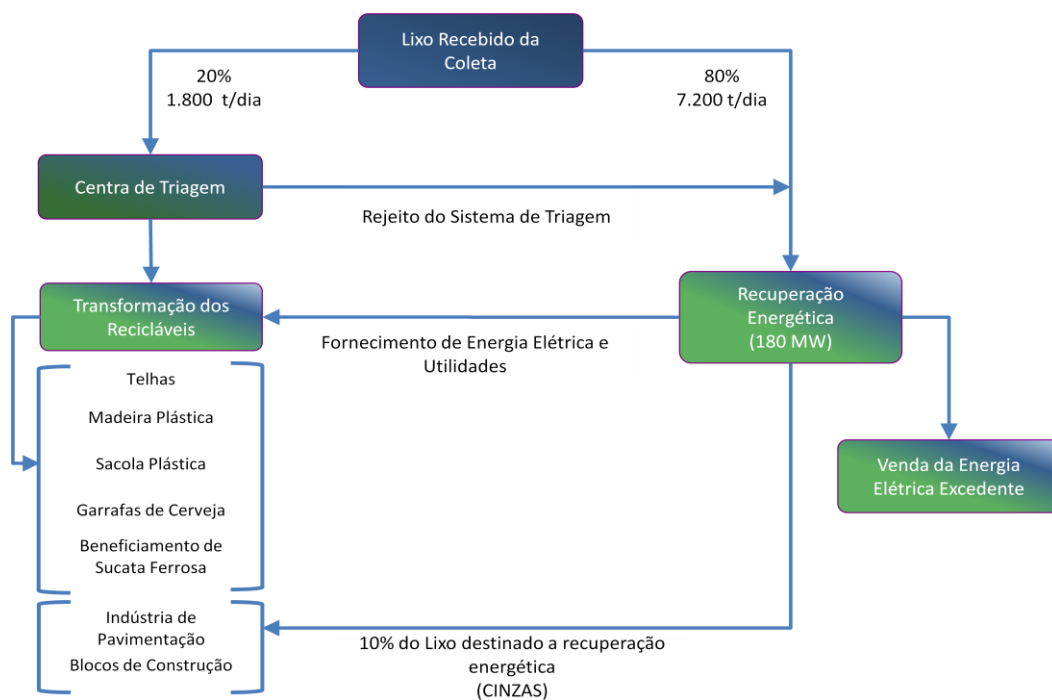 Lixo Recebido da
Coleta
20%
1.800 t/dia
80%
7.200 t/dia
Centra de Triagem
Rejeito do Sistema de Triagem
Transformação dos
Recicláveis
Recuperação
Energética
(180 MW)
Fornecimento de Energia Elétrica e
Utilidades
Telhas
Madeira Plástica
Sacola Plástica
Garrafas de Cerveja
Beneficiamento de
Sucata Ferrosa
Venda da Energia
Elétrica Excedente
Indústria de
Pavimentação
Blocos de Construção
10% do Lixo destinado a recuperação
energética
(CINZAS)